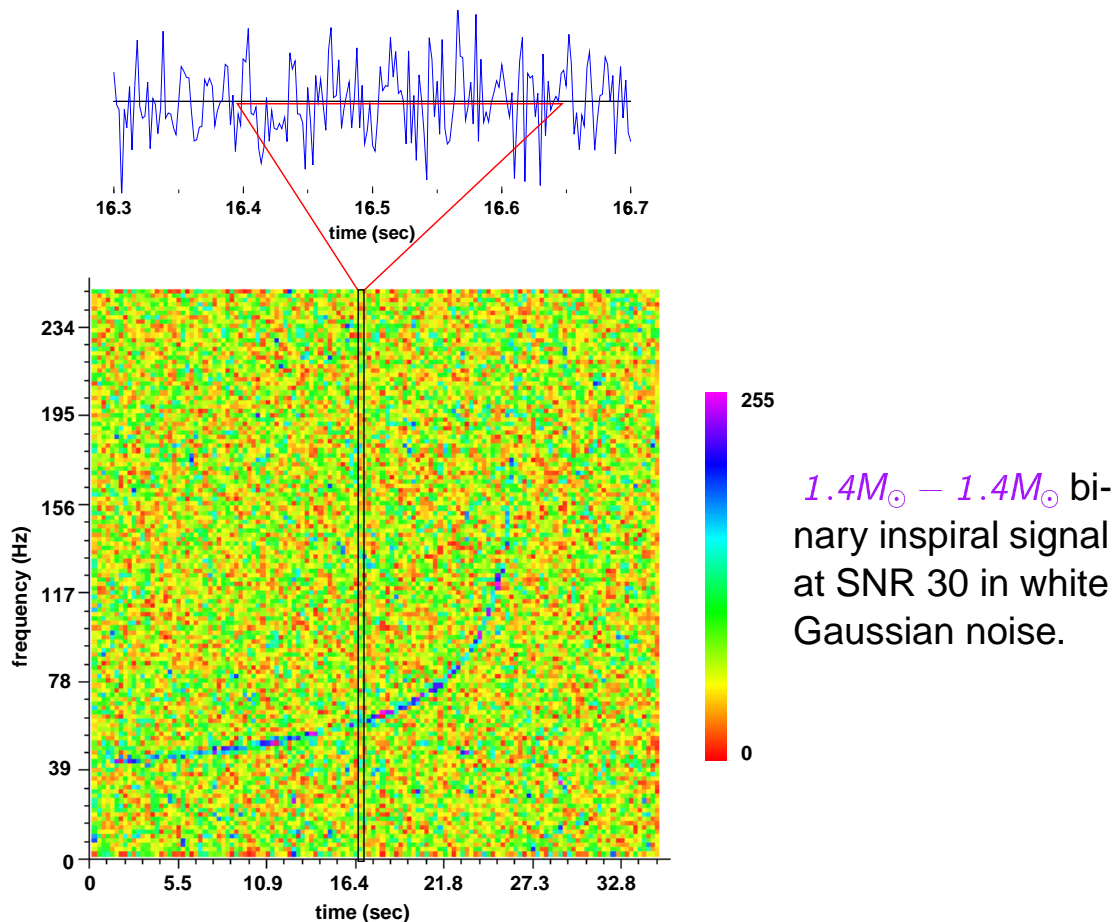 16.3 16.4 16.5 16.6 16.7
time (sec)
234
195
156
117
78
39
0
frequency (Hz)
0 5.5 10.9 16.4 21.8 27.3 32.8
time (sec)
255
0
1.4M⊙ − 1.4M⊙ bi-
nary inspiral signal
at SNR 30 in white
Gaussian noise.